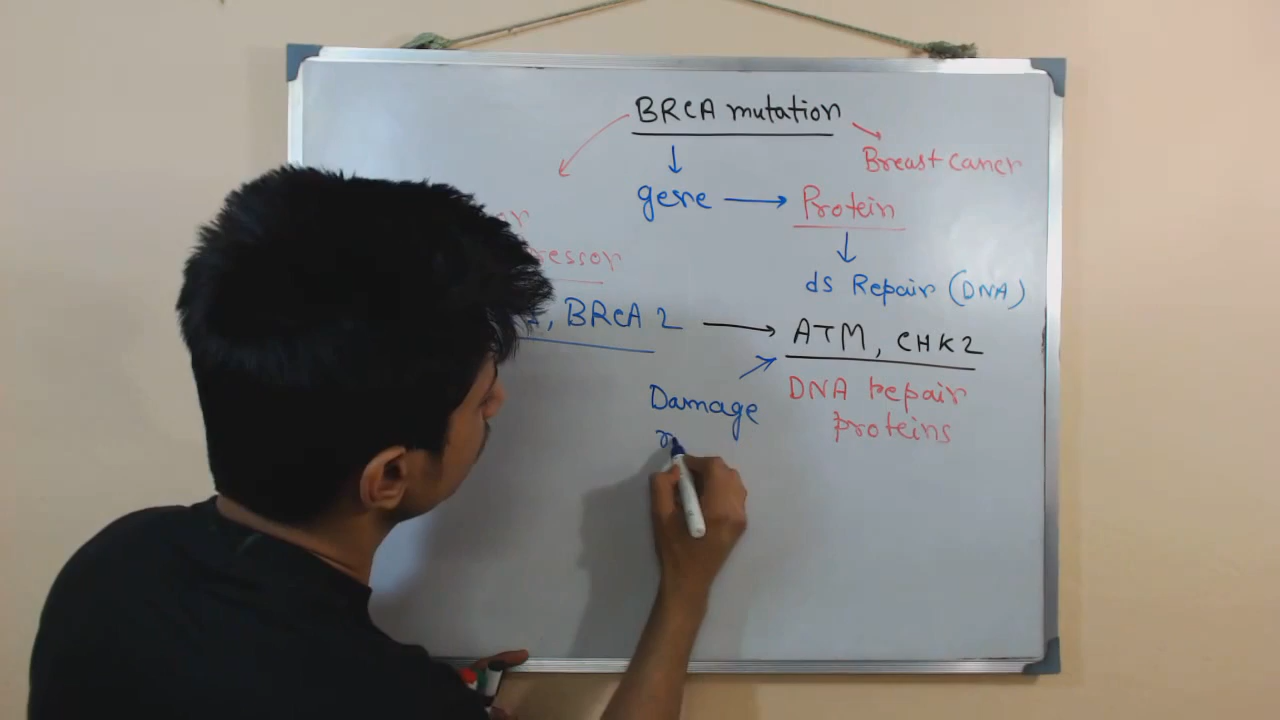 BRCA mutation
Breast cancer
gene → Protein
ds Repair (DNA)
, BRCA 2 → ATM, CHK2
DNA repair
proteins
Damage